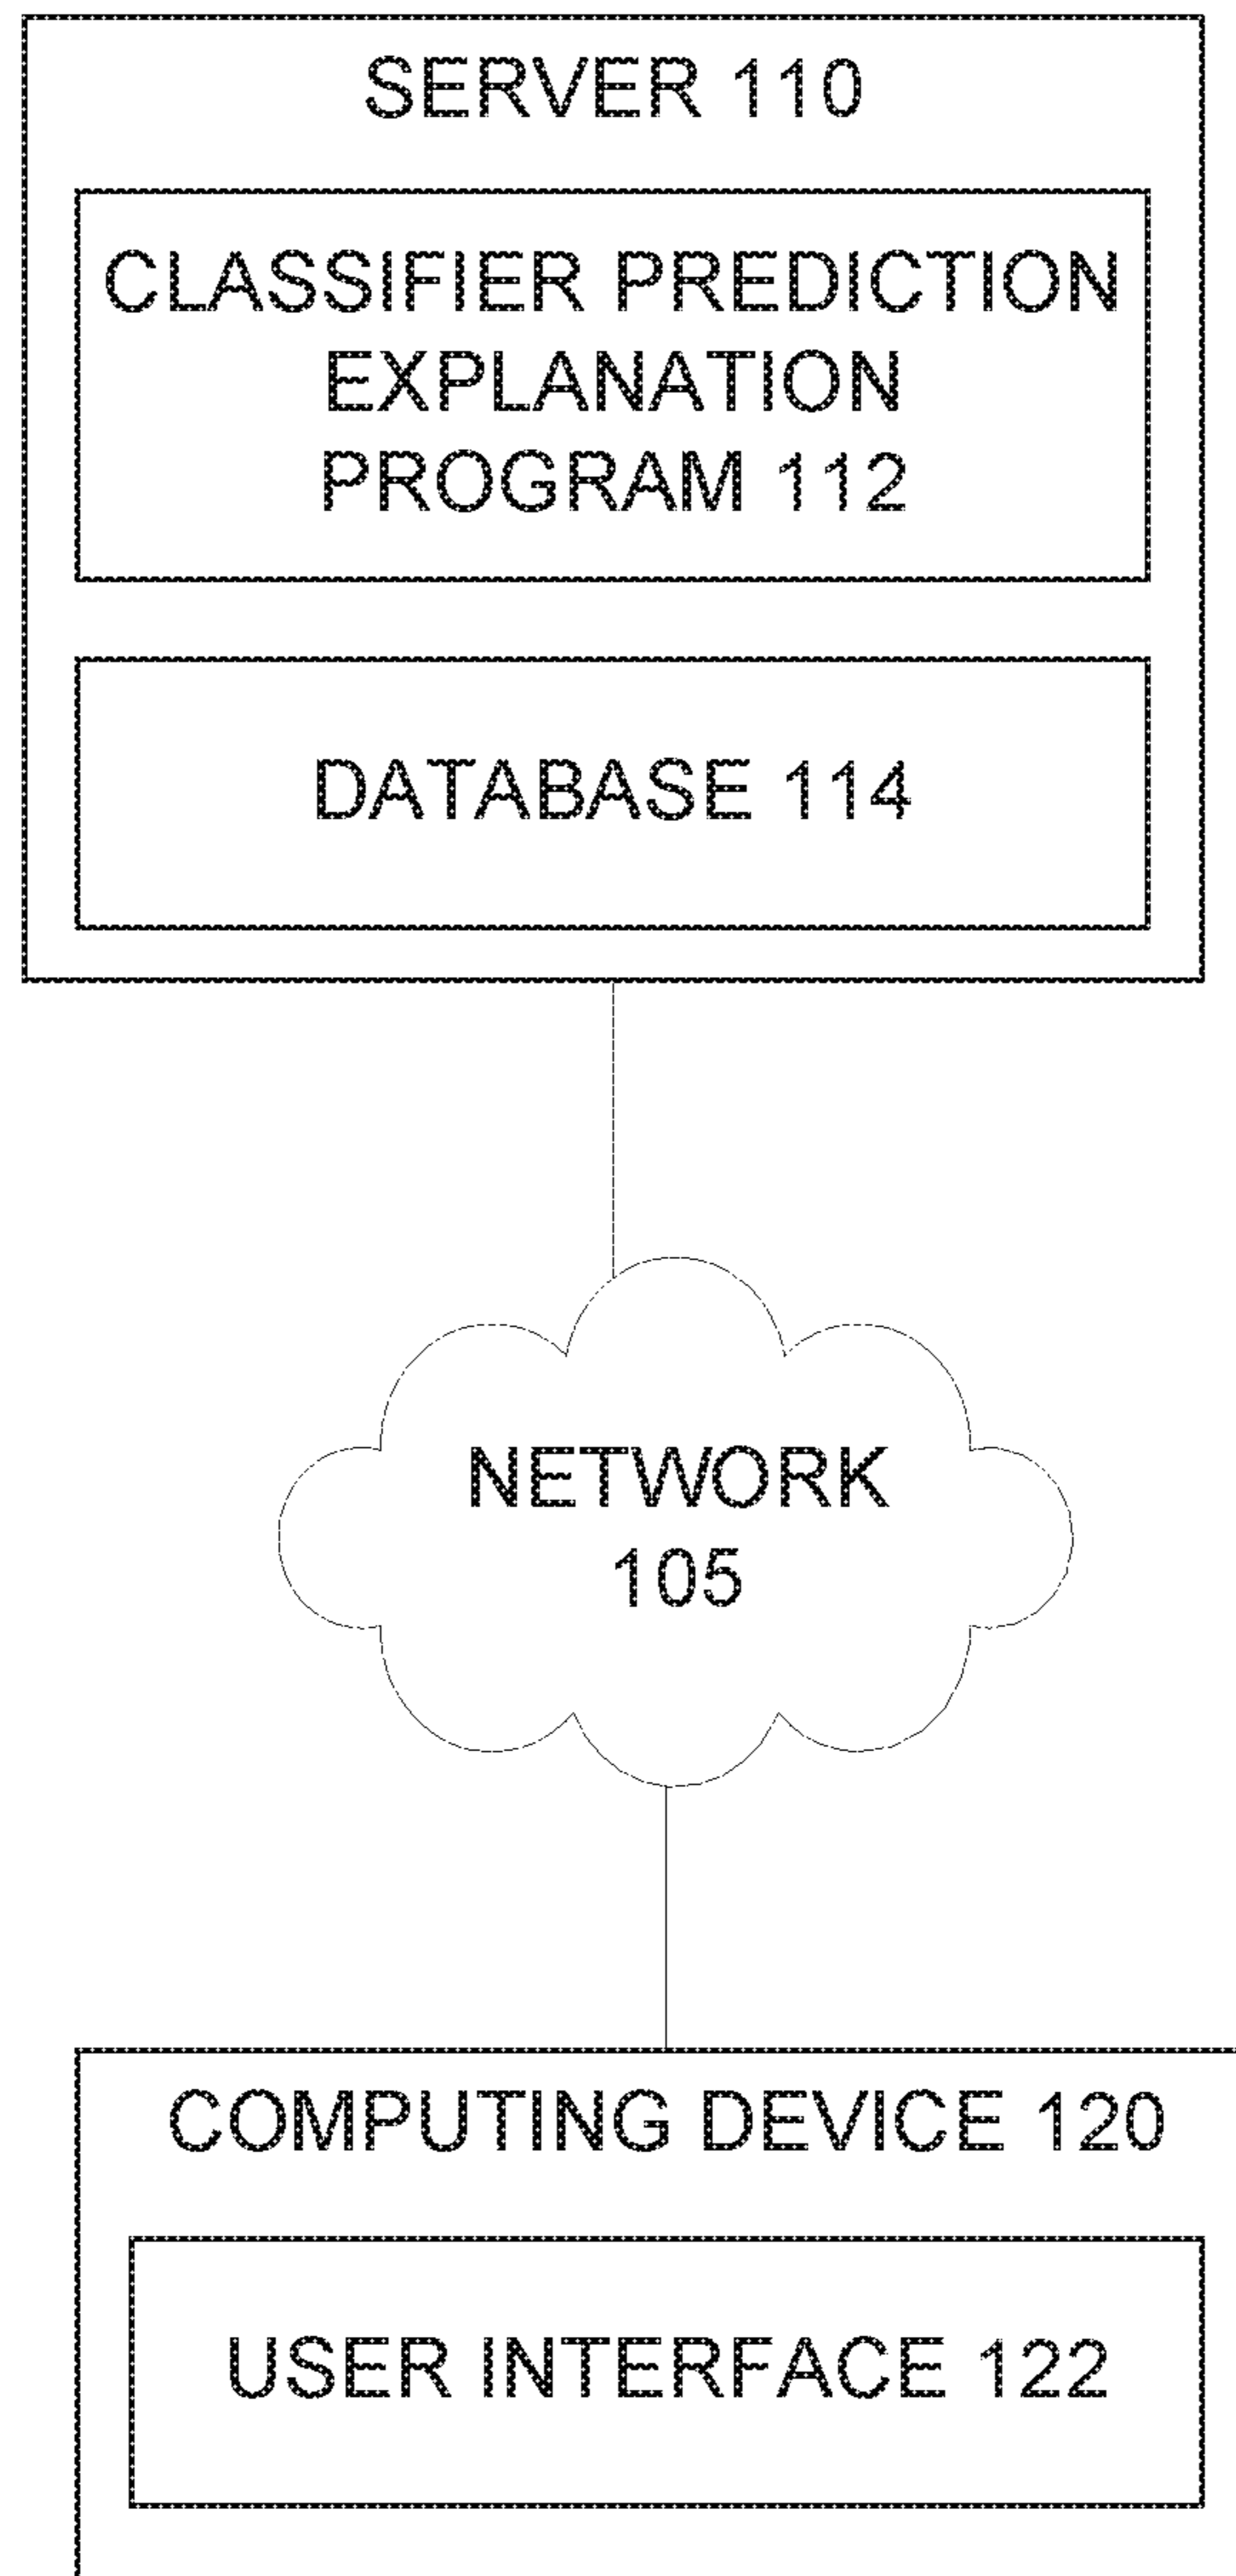 SERVER 110
CLASSIFIER PREDICTION
EXPLANATION
PROGRAM 112
DATABASE 114
NETWORK
105
COMPUTING DEVICE 120
USER INTERFACE 122